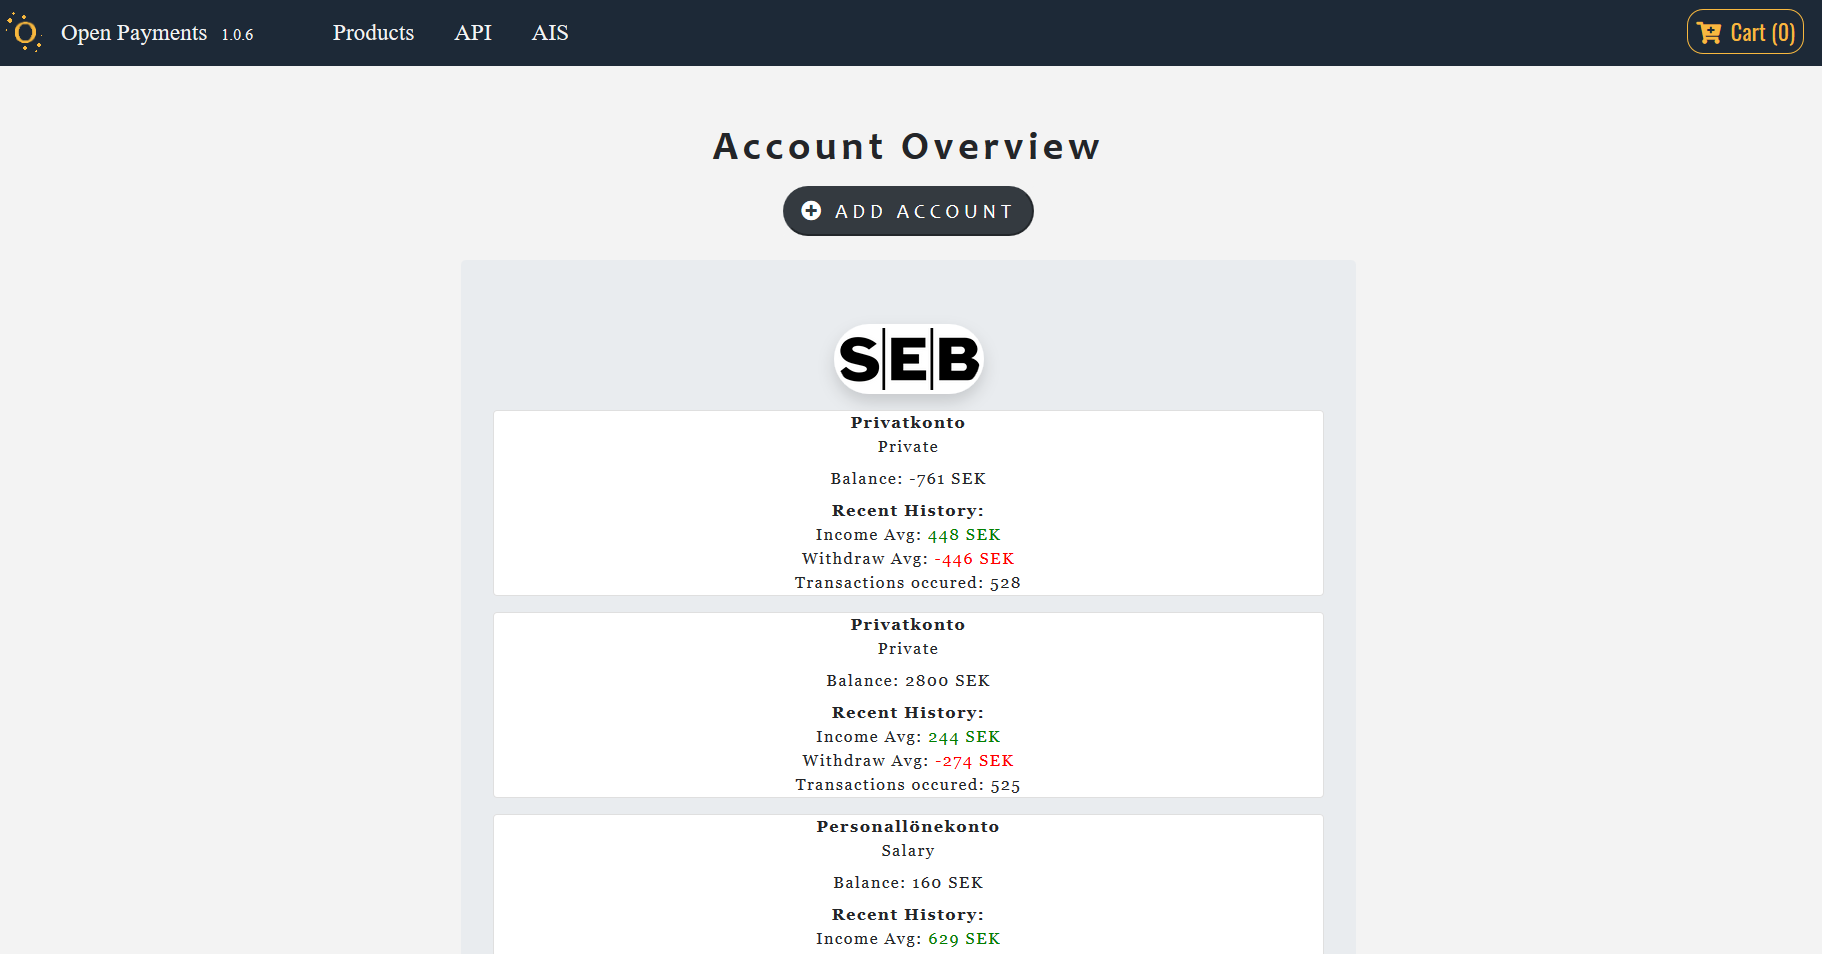 Open Payments 1.0.6 Products API AIS Cart (0)
Account Overview
ADD ACCOUNT
SEB
Privatkonto
Private
Balance: -761 SEK
Recent History:
Income Avg: 448 SEK
Withdraw Avg: -446 SEK
Transactions occured: 528
Privatkonto
Private
Balance: 2800 SEK
Recent History:
Income Avg: 244 SEK
Withdraw Avg: -274 SEK
Transactions occured: 525
Personallönekonto
Salary
Balance: 160 SEK
Recent History:
Income Avg: 629 SEK